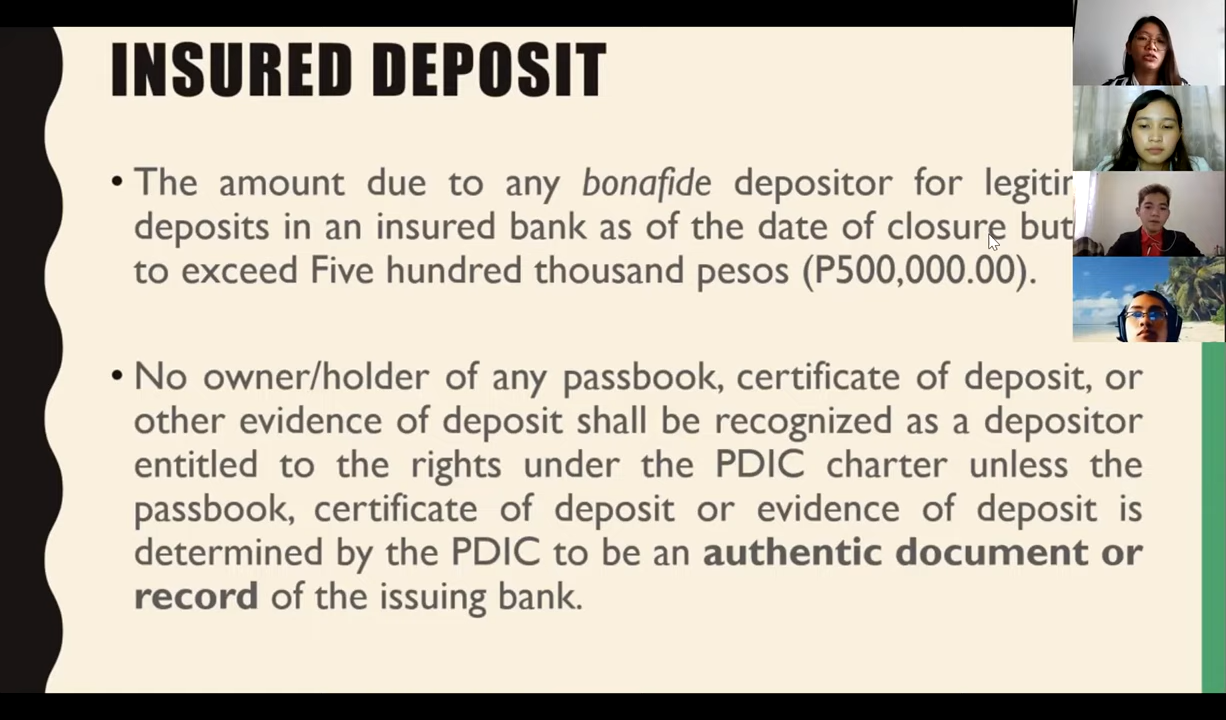 INSURED DEPOSIT
• The amount due to any bonafide depositor for
deposits in an insured bank as of the date of closure but
to exceed Five hundred thousand pesos (P500,000.00).
• No owner/holder of any passbook, certificate of deposit, or
other evidence of deposit shall be recognized as a depositor
entitled to the rights under the PDIC charter unless the
passbook, certificate of deposit or evidence of deposit is
determined by the PDIC to be an authentic document or
record of the issuing bank.